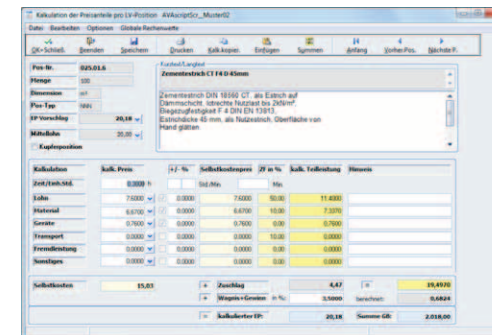 Kalkulation der Preisanteile pro LV-Position AVAscriptScr_Muster02
Datei Bearbeiten Optionen Globale Rechenwerte
OK+Schließ. Beenden Speichern Drucken Kalk.kopier. Einfügen Summen Anfang Vorher.Pos. Nächste P.
Pos-Nr. 025.01.6
Kurztext/Langtext
Zementestrich CT F4 D45mm
Menge 100
Dimension m²
Pos-Typ NNN
EP Vorschlag 20,18
Mittellohn 20,00
Kupferposition
Zementestrich DIN 18560 CT, als Estrich auf
Dämmschicht, lotrechte Nutzlast bis 2kN/m²,
Biegezugfestigkeit F 4 DIN EN 13813,
Estrichdicke 45 mm, als Nutzestrich, Oberfläche von
Hand glätten
Kalkulation kalk. Preis +/- % Selbstkostenpreis ZF in % kalk. Teilleistung Hinweis
Zeit/Einh.Std. 0,3800 h Std./Min. Min.
Lohn 7,6000 0,0000 7,6000 50,00 11,4000
Material 6,6700 0,0000 6,6700 10,00 7,3370
Geräte 0,7600 0,0000 0,7600 0,00 0,7600
Transport 0,0000 0,0000 0,0000 10,00 0,0000
Fremdleistung 0,0000 0,0000 0,0000 10,00 0,0000
Sonstiges 0,0000 0,0000 0,0000 0,00 0,0000
Selbstkosten 15,03 + Zuschlag 4,47 = 19,4970
+ Wagnis+Gewinn in %: 3,5000 berechnet: 0,6824
= kalkulierter EP: 20,18 Summe GB: 2.018,00